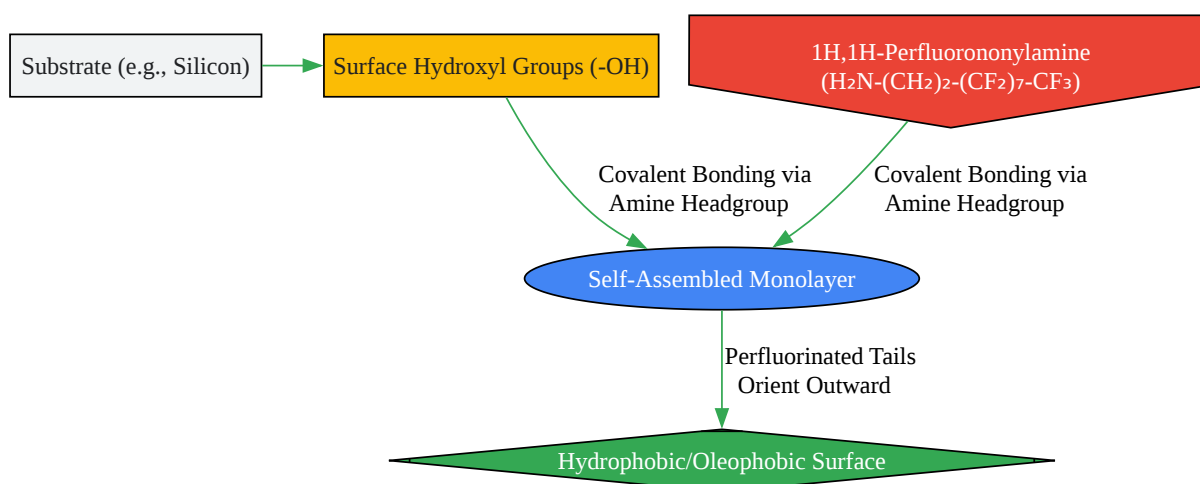 Substrate (e.g., Silicon)
Surface Hydroxyl Groups (-OH)
1H,1H-Perfluorononylamine
(H₂N-(CH₂)₂-(CF₂)₇-CF₃)
Covalent Bonding via
Amine Headgroup
Covalent Bonding via
Amine Headgroup
Self-Assembled Monolayer
Perfluorinated Tails
Orient Outward
Hydrophobic/Oleophobic Surface